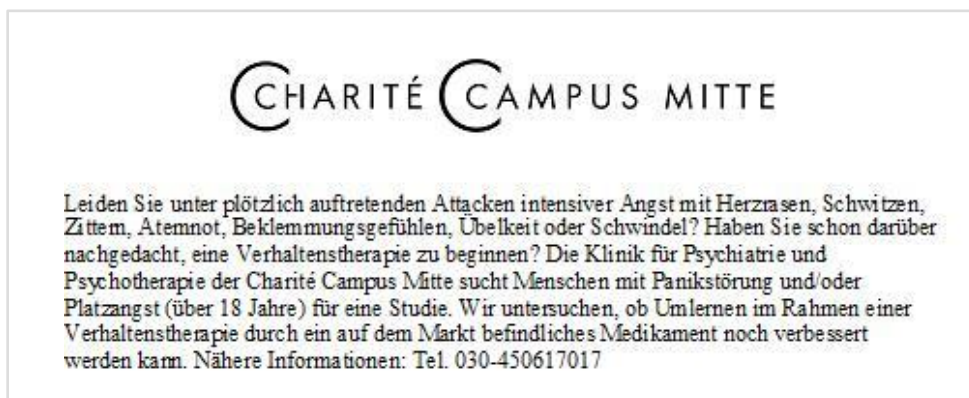 CHARITÉ CAMPUS MITTE
Leiden Sie unter plötzlich auftretenden Attacken intensiver Angst mit Herzrasen, Schwitzen,
Zittern, Atemnot, Beklemmungsgefühlen, Übelkeit oder Schwindel? Haben Sie schon darüber
nachgedacht, eine Verhaltenstherapie zu beginnen? Die Klinik für Psychiatrie und
Psychotherapie der Charité Campus Mitte sucht Menschen mit Panikstörung und/oder
Platzangst (über 18 Jahre) für eine Studie. Wir untersuchen, ob Umlernen im Rahmen einer
Verhaltenstherapie durch ein auf dem Markt befindliches Medikament noch verbessert
werden kann. Nähere Informationen: Tel. 030-450617017